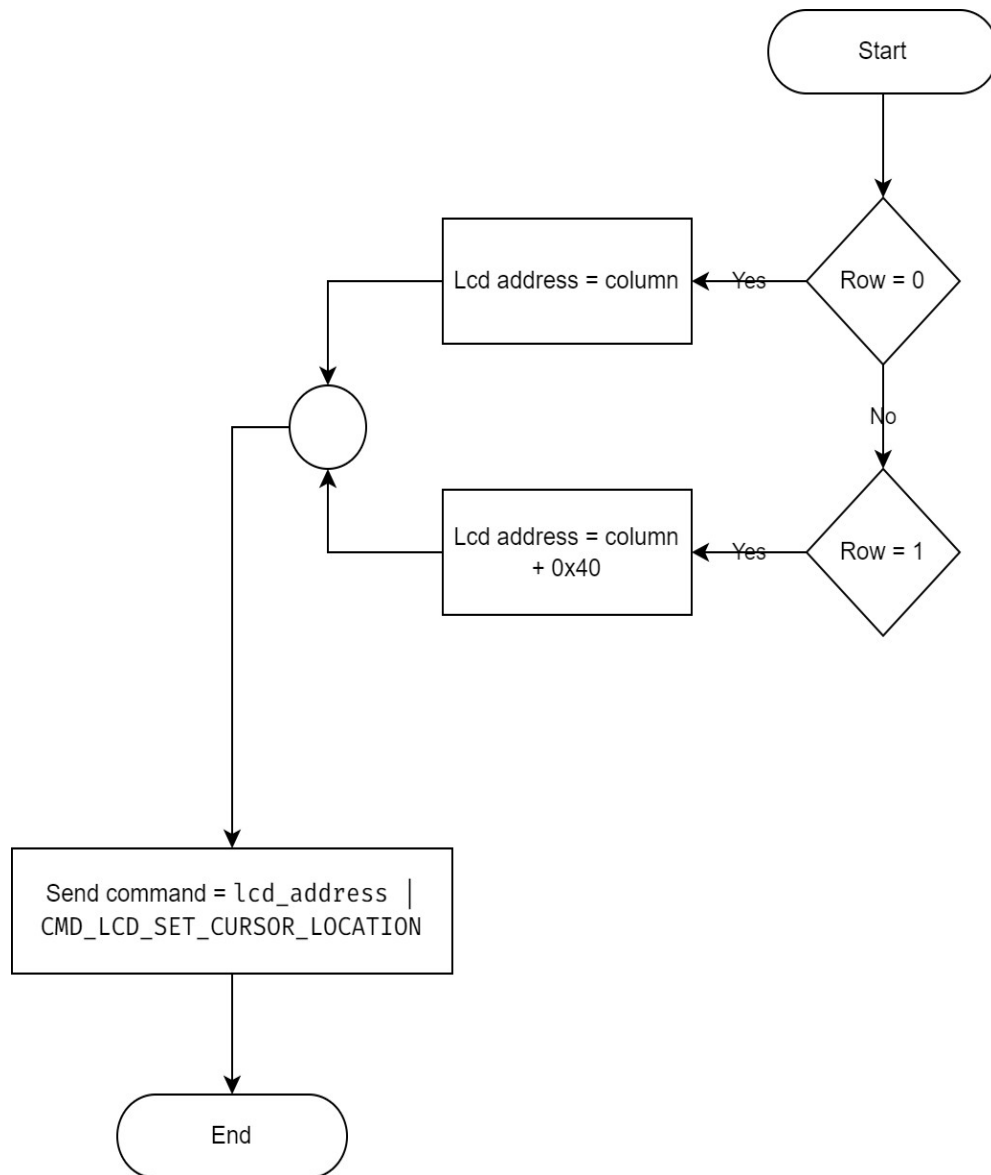 Start
Row = 0
Yes
Lcd address = column
No
Row = 1
Yes
Lcd address = column
+ 0x40
Send command = lcd_address |
CMD_LCD_SET_CURSOR_LOCATION
End